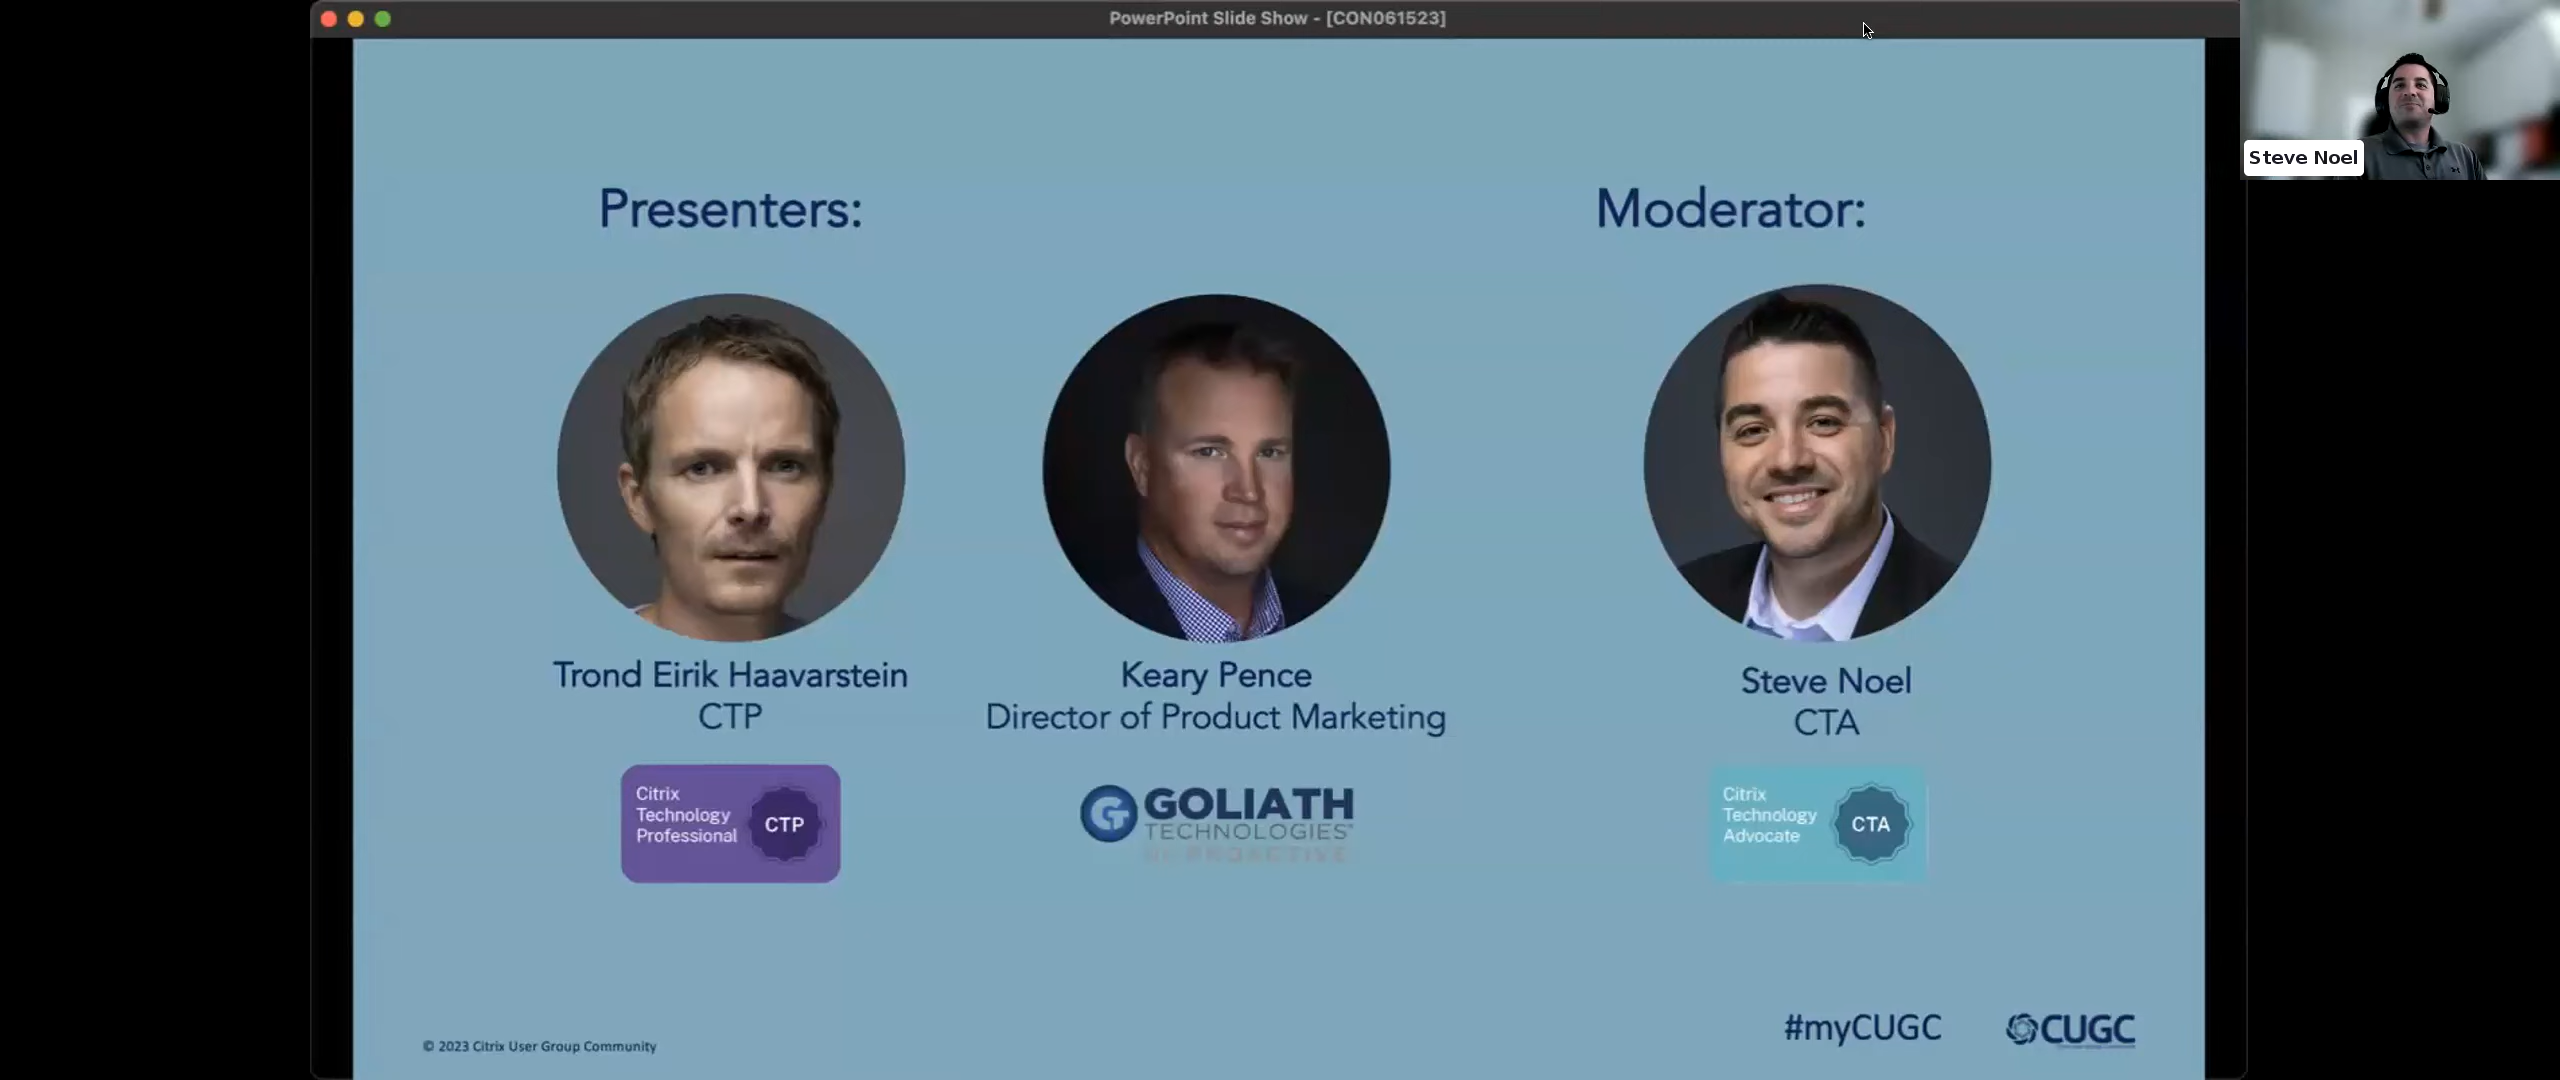 PowerPoint Slide Show - [CON061523]
Steve Noel
Presenters:
Moderator:
Trond Eirik Haavarstein
CTP
Keary Pence
Director of Product Marketing
Steve Noel
CTA
Citrix
Technology
Professional
CTP
GOLIATH
TECHNOLOGIES
BE PROACTIVE
Citrix
Technology
Advocate
CTA
#myCUGC
CUGC
© 2023 Citrix User Group Community